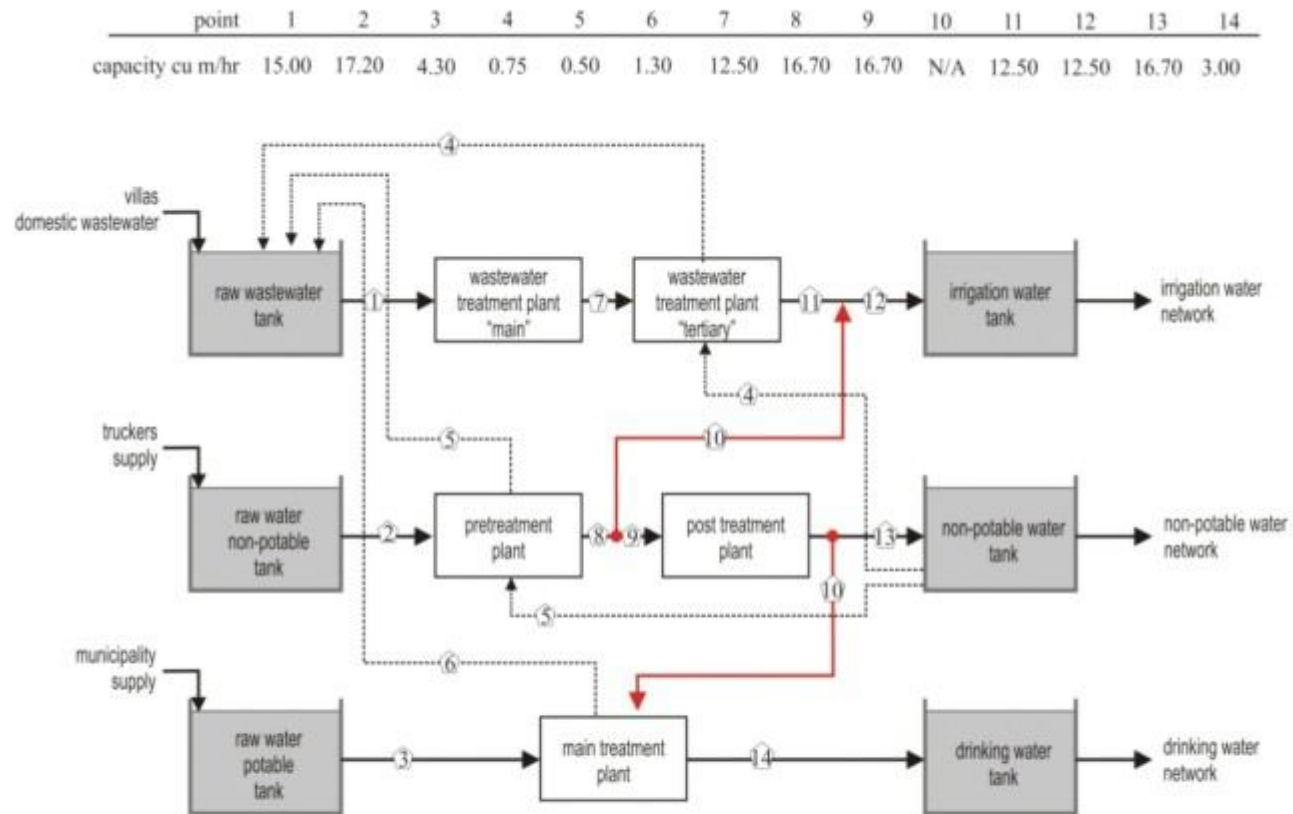 point 1 2 3 4 5 6 7 8 9 10 11 12 13 14
capacity cu m/hr 15.00 17.20 4.30 0.75 0.50 1.30 12.50 16.70 16.70 N/A 12.50 12.50 16.70 3.00
4
villas
domestic wastewater
raw wastewater
tank
1
wastewater
treatment plant
"main"
7
wastewater
treatment plant
"tertiary"
11
12
irrigation water
tank
irrigation water
network
4
5
10
truckers
supply
raw water
non-potable
tank
2
pretreatment
plant
8
9
post treatment
plant
13
non-potable water
tank
non-potable water
network
10
5
municipality
supply
6
raw water
potable
tank
3
main treatment
plant
14
drinking water
tank
drinking water
network